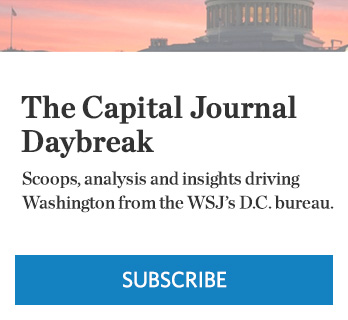 The Capital Journal
Daybreak
Scoops, analysis and insights driving
Washington from the WSJ’s D.C. bureau.
SUBSCRIBE